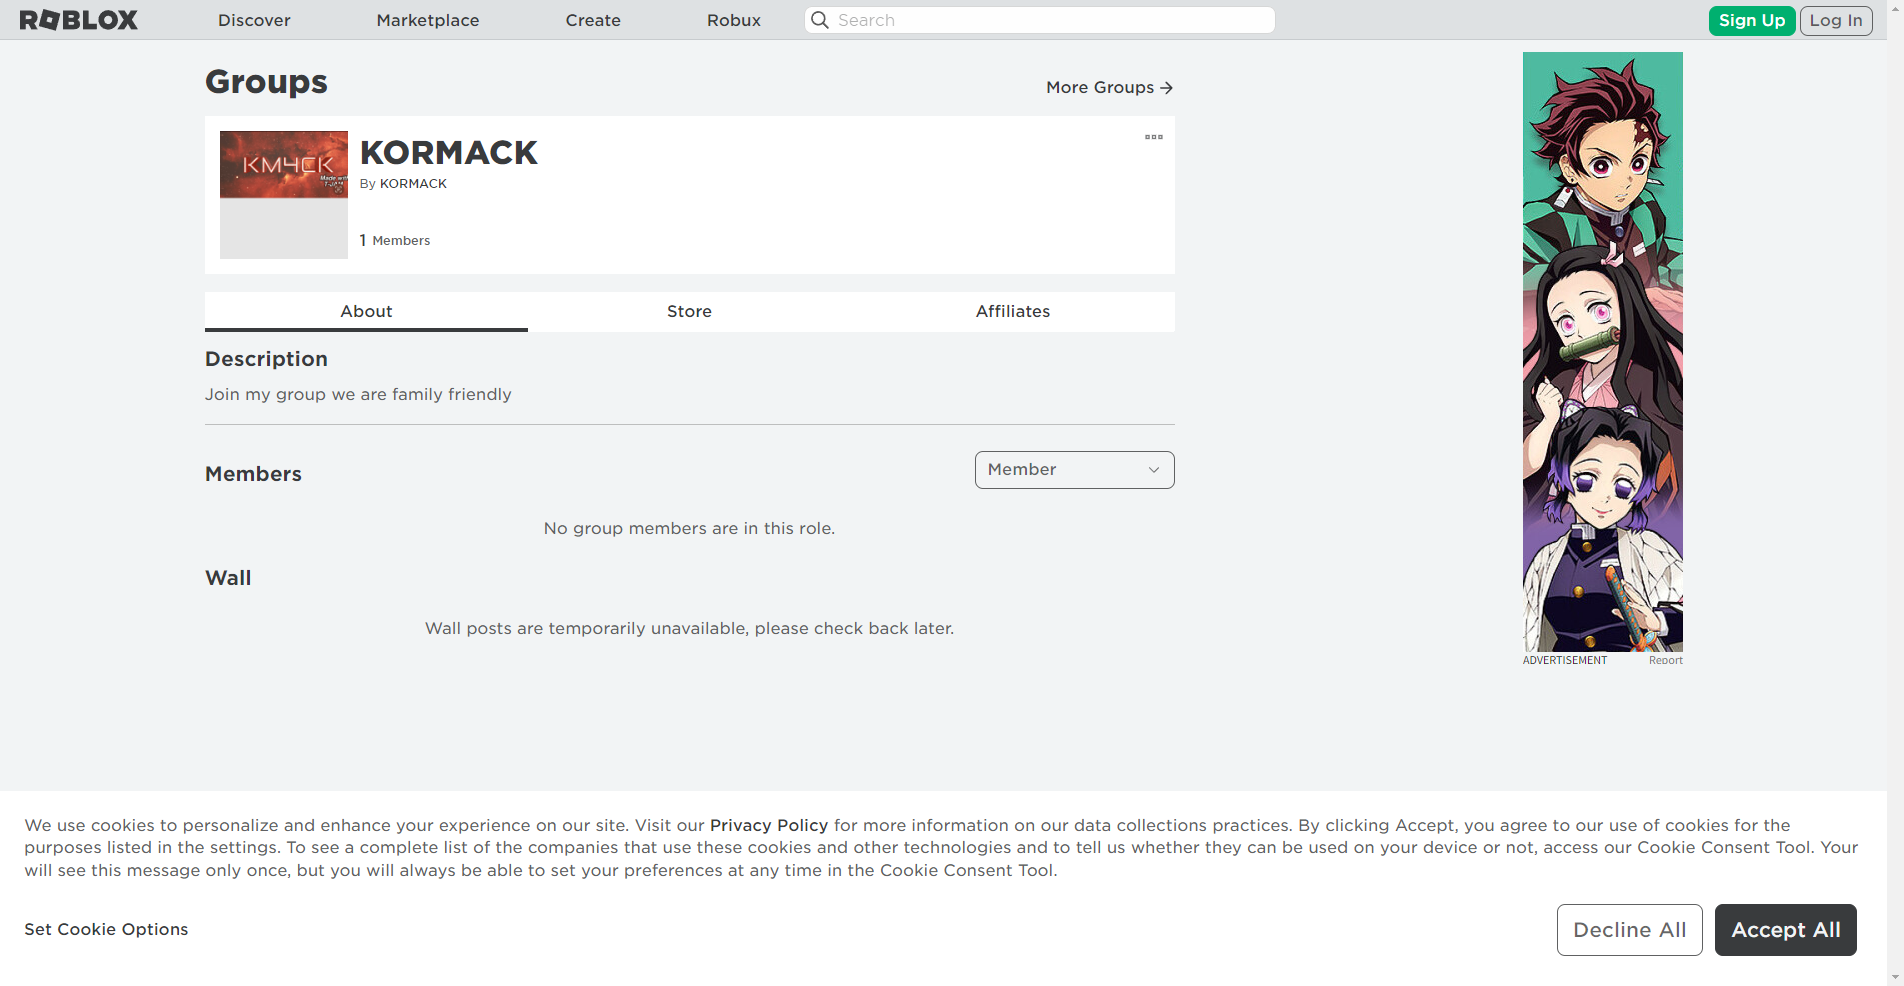 ROBLOX
Discover
Marketplace
Create
Robux
Search
Sign Up
Log In
Groups
More Groups
KM4CK
Made with
KORMACK
By KORMACK
1 Members
About
Store
Affiliates
Description
Join my group we are family friendly
Members
Member
No group members are in this role.
Wall
Wall posts are temporarily unavailable, please check back later.
ADVERTISEMENT
Report
We use cookies to personalize and enhance your experience on our site. Visit our Privacy Policy for more information on our data collections practices. By clicking Accept, you agree to our use of cookies for the
purposes listed in the settings. To see a complete list of the companies that use these cookies and other technologies and to tell us whether they can be used on your device or not, access our Cookie Consent Tool. Your
will see this message only once, but you will always be able to set your preferences at any time in the Cookie Consent Tool.
Set Cookie Options
Decline All
Accept All